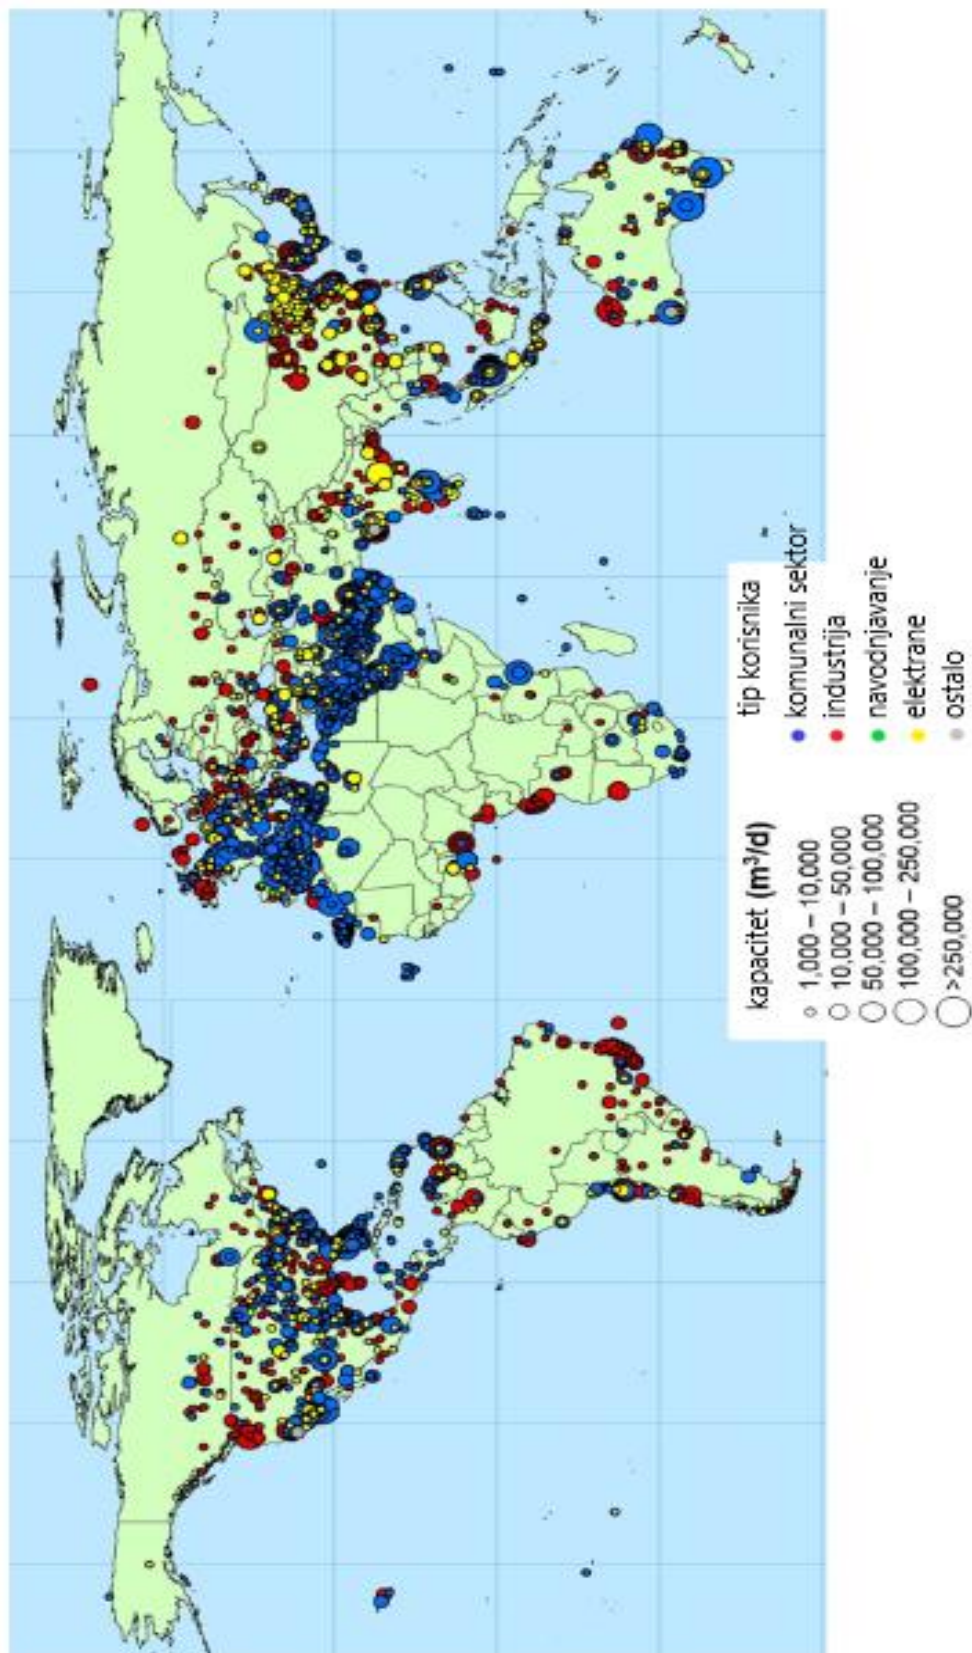 kapacitet (m³/d)
1,000 – 10,000
10,000 – 50,000
50,000 – 100,000
100,000 – 250,000
>250,000
tip korisnika
komunalni sektor
industrija
navodnjavanje
elektrane
ostalo